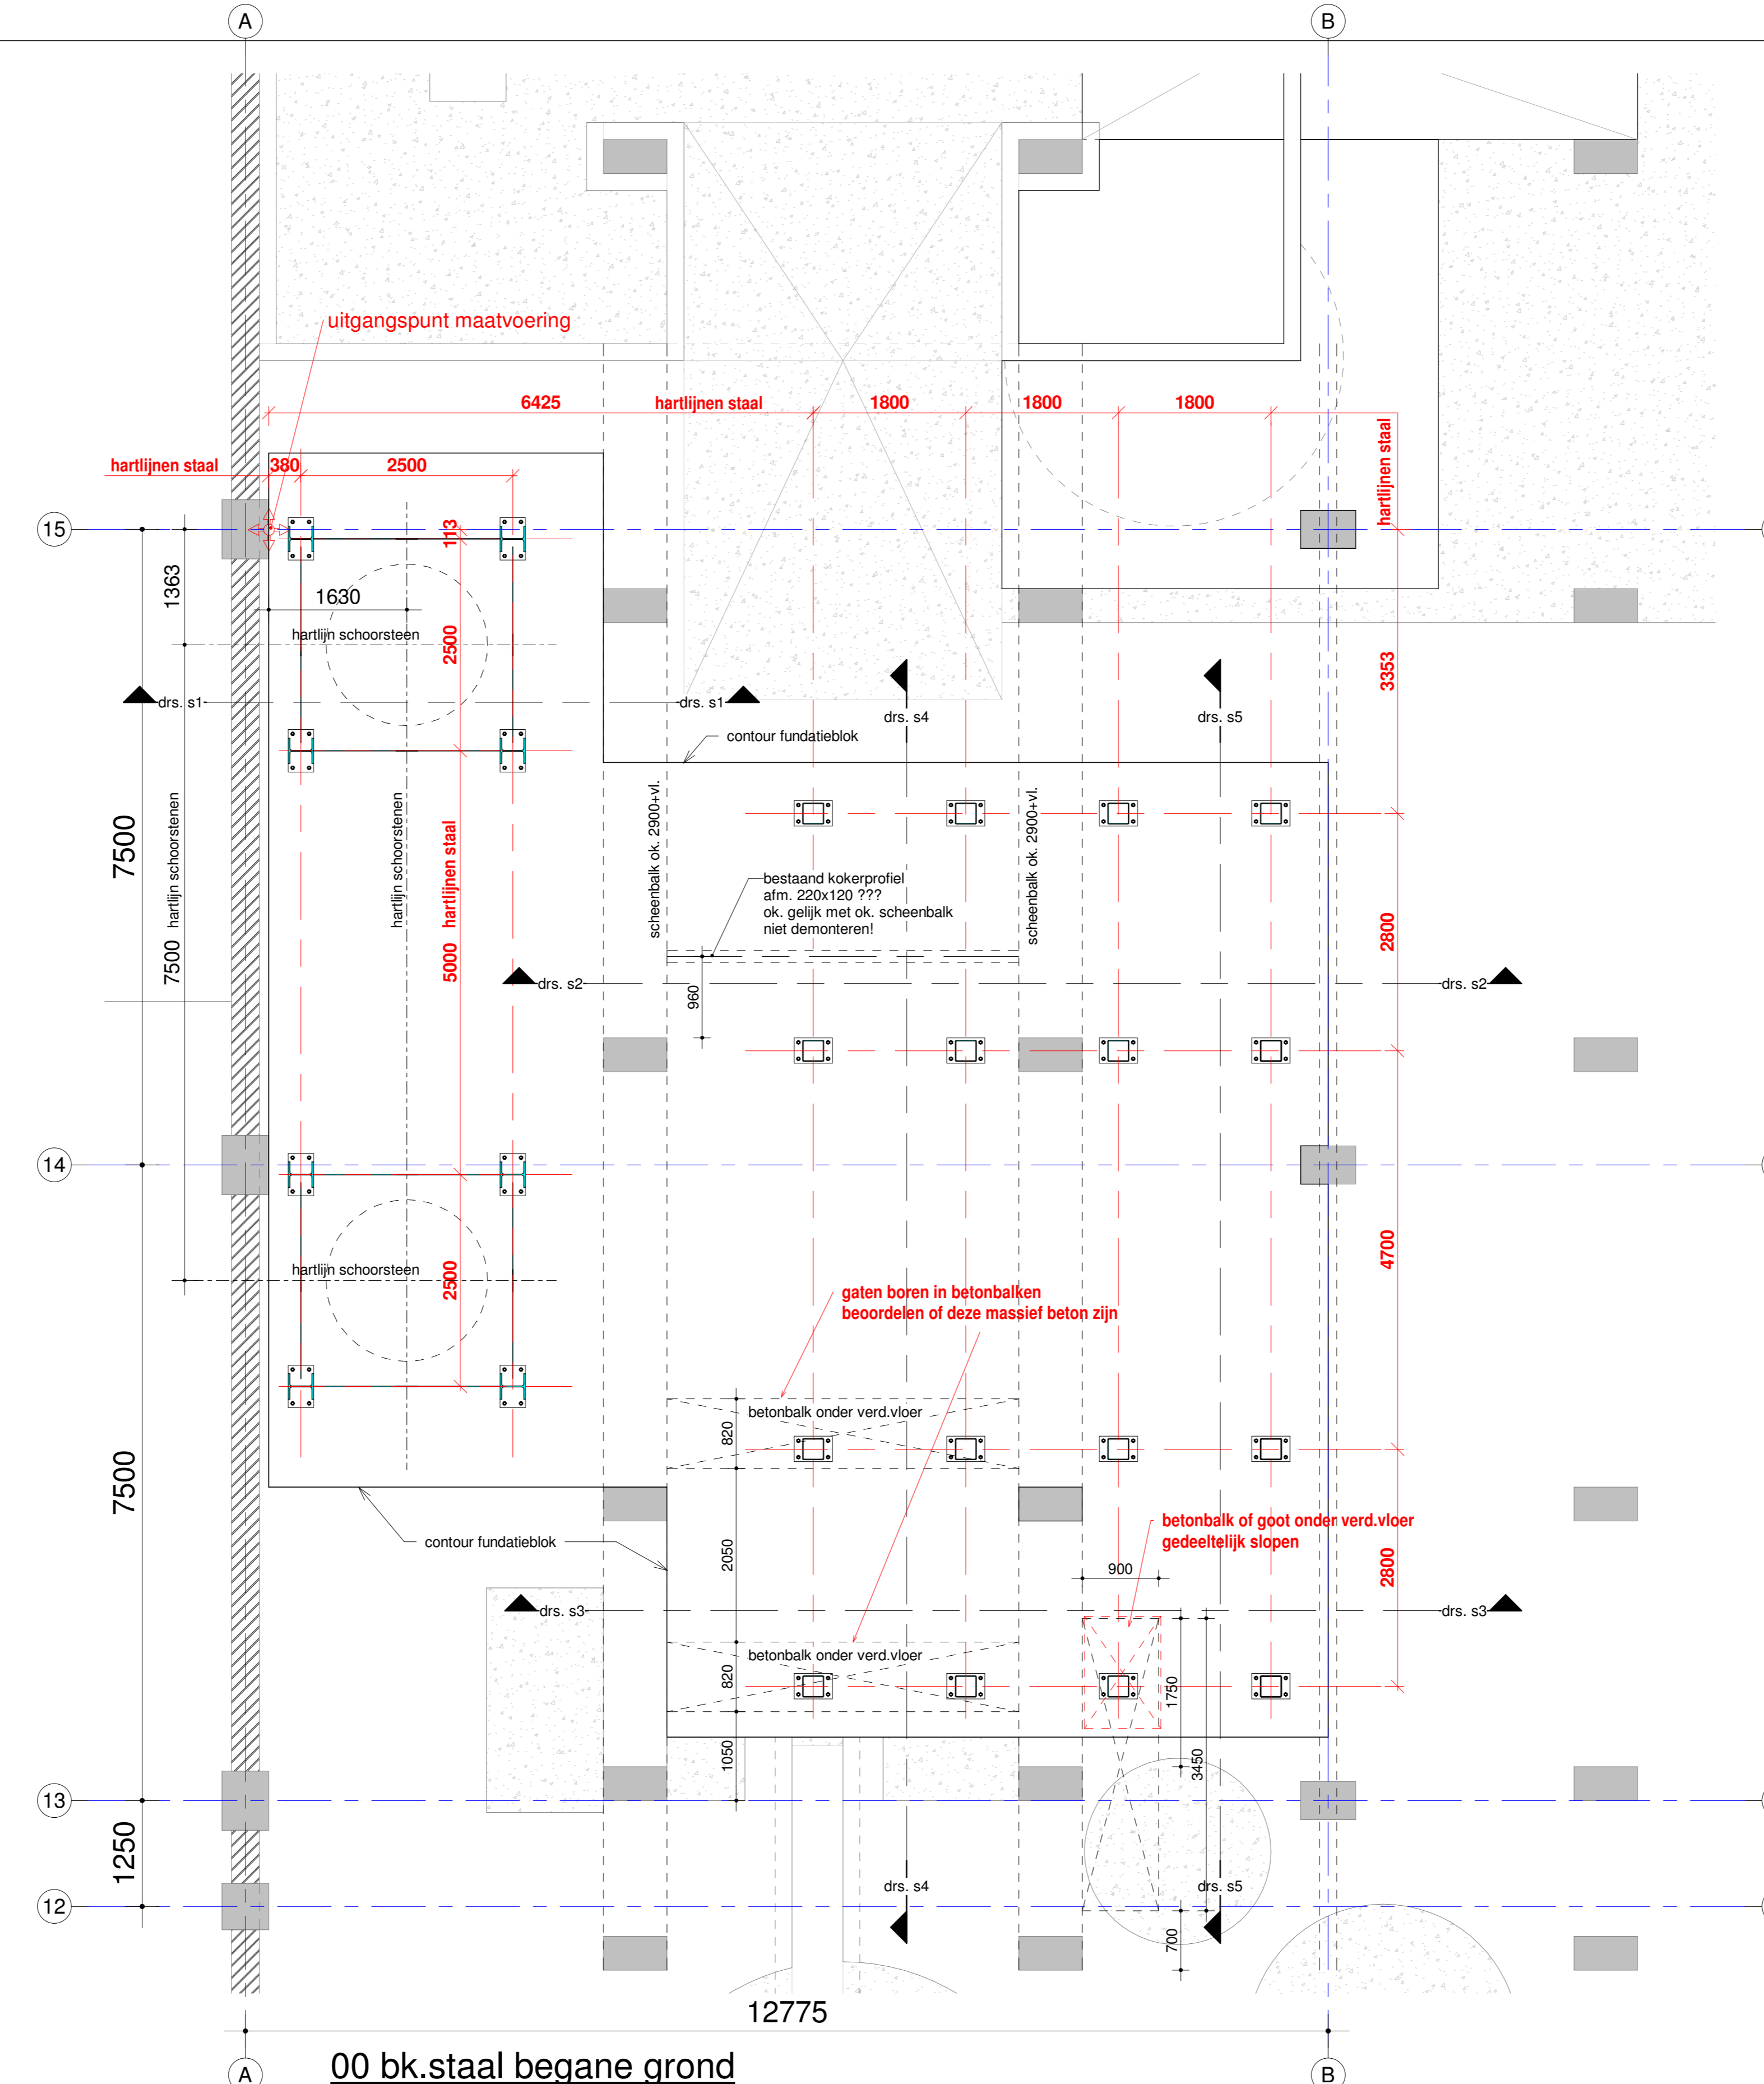 A
B
uitgangspunt maatvoering
6425
hartlijnen staal
1800
1800
1800
hartlijnen staal
hartlijnen staal
380
2500
15
113
1363
1630
hartlijn schoorsteen
2500
3353
drs. s1
drs. s1
drs. s4
drs. s5
contour fundatieblok
7500
7500
hartlijn schoorstenen
hartlijn schoorstenen
5000
hartlijnen staal
scheenbalk ok. 2900+vl.
scheenbalk ok. 2900+vl.
bestaand kokerprofiel
afm. 220x120 ???
ok. gelijk met ok. scheenbalk
niet demonteren!
2800
960
drs. s2
drs. s2
14
hartlijn schoorsteen
2500
4700
gaten boren in betonbalken
beoordelen of deze massief beton zijn
betonbalk onder verd.vloer
820
7500
betonbalk of goot onder verd.vloer
gedeeltelijk slopen
contour fundatieblok
2050
900
2800
drs. s3
drs. s3
betonbalk onder verd.vloer
820
1750
1050
3450
13
1250
12
drs. s4
drs. s5
700
12775
A
00 bk.staal begane grond
B